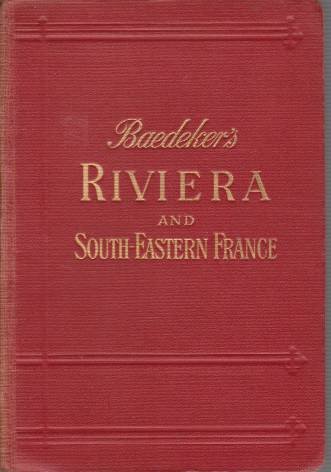 Baedeker's
RIVIERA
AND
SOUTH-EASTERN FRANCE